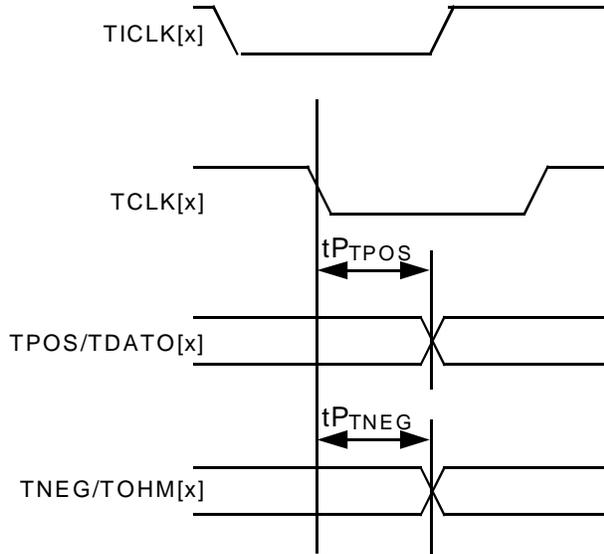 TICLK[x]
TCLK[x]
tPTPOS
TPOS/TDATO[x]
tPTNEG
TNEG/TOHM[x]